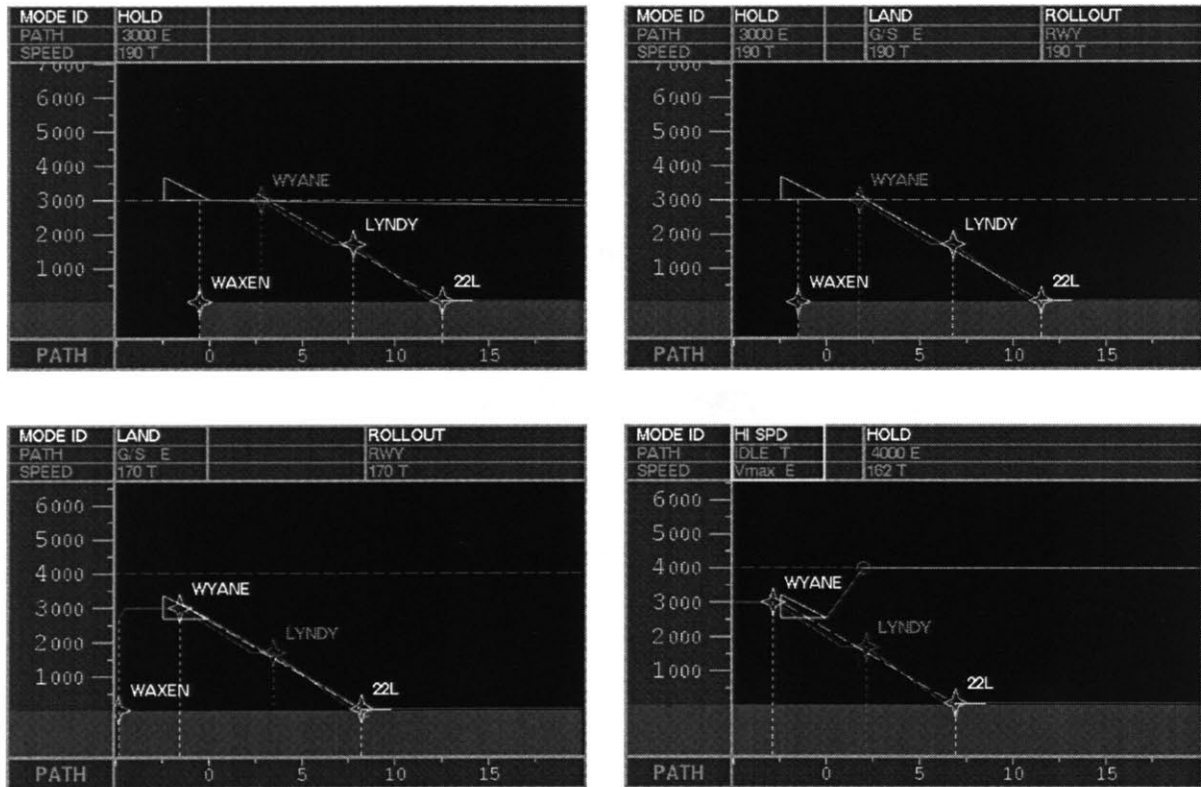 MODE ID HOLD
PATH 3000 E
SPEED 190 T
7000
6000
5000
4000
WYANE
3000
LYNDY
2000
1000
WAXEN 22L
PATH 0 5 10 15
MODE ID HOLD LAND ROLLOUT
PATH 3000 E G/S E RWY
SPEED 190 T 190 T 190 T
7000
6000
5000
4000
WYANE
3000
LYNDY
2000
1000
WAXEN 22L
PATH 0 5 10 15
MODE ID LAND ROLLOUT
PATH G/S E RWY
SPEED 170 T 170 T
6000
5000
4000
WYANE
3000
LYNDY
2000
1000
WAXEN 22L
PATH 0 5 10 15
MODE ID HI SPD HOLD
PATH IDLE T 4000 E
SPEED Vmax E 162 T
6000
5000
4000
WYANE
3000
LYNDY
2000
1000
22L
PATH 0 5 10 15